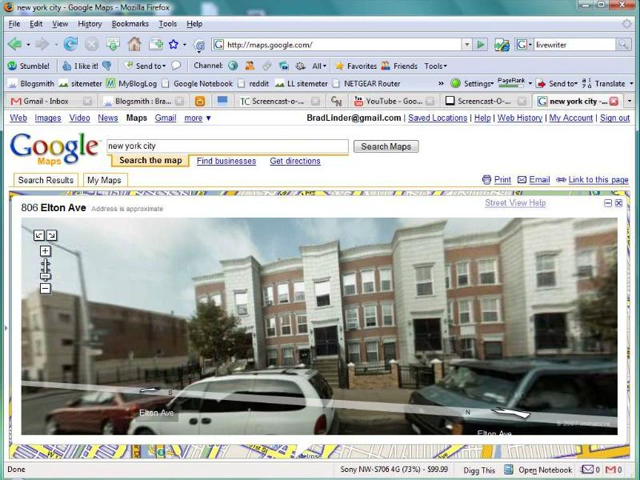 new york city - Google Maps - Mozilla Firefox
File Edit View History Bookmarks Tools Help
http://maps.google.com/ livewriter
Stumble! I like it! Send to Channel: All Favorites Friends Tools
Blogsmith sitemeter MyBlogLog Google Notebook reddit LL sitemeter NETGEAR Router Settings PageRank Send to Translate
Gmail - Inbox Blogsmith : Bra... Screencast-o-... YouTube - Goo... Screencast-O-... new york city -...
Web Images Video News Maps Gmail more ▼ BradLinder@gmail.com | Saved Locations | Help | Web History | My Account | Sign out
Google Maps
new york city Search Maps
Search the map Find businesses Get directions
Search Results My Maps Print Email Link to this page
806 Elton Ave Address is approximate Street View Help
Elton Ave
N
Elton Ave
Done Sony NW-S706 4G (73%) - $99.99 Digg This Open Notebook 0 0